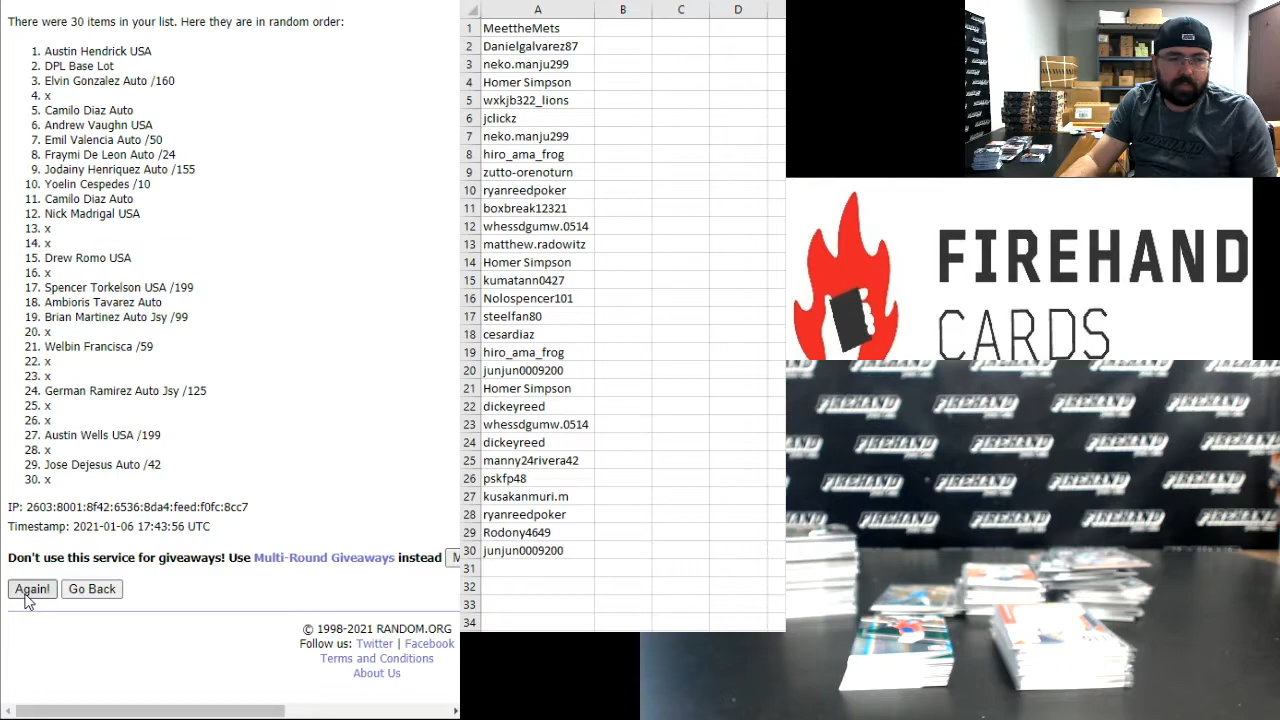 There were 30 items in your list. Here they are in random order:
1. Austin Hendrick USA
2. DPL Base Lot
3. Elvin Gonzalez Auto /160
4. x
5. Camilo Diaz Auto
6. Andrew Vaughn USA
7. Emil Valencia Auto /50
8. Fraymi De Leon Auto /24
9. Jodainy Henriquez Auto /155
10. Yoelin Cespedes /10
11. Camilo Diaz Auto
12. Nick Madrigal USA
13. x
14. x
15. Drew Romo USA
16. x
17. Spencer Torkelson USA /199
18. Ambioris Tavarez Auto
19. Brian Martinez Auto Jsy /99
20. x
21. Welbin Francisca /59
22. x
23. x
24. German Ramirez Auto Jsy /125
25. x
26. x
27. Austin Wells USA /199
28. x
29. Jose Dejesus Auto /42
30. x
IP: 2603:8001:8f42:6536:8da4:feed:f0fc:8cc7
Timestamp: 2021-01-06 17:43:56 UTC
Don't use this service for giveaways! Use Multi-Round Giveaways instead
Again! Go Back
© 1998-2021 RANDOM.ORG
Follow us: Twitter | Facebook
Terms and Conditions
About Us
A B C D
1 MeettheMets
2 Danielgalvarez87
3 neko.manju299
4 Homer Simpson
5 wxkjb322_lions
6 jclickz
7 neko.manju299
8 hiro_ama_frog
9 zutto-orenoturn
10 ryanreedpoker
11 boxbreak12321
12 whessdgumw.0514
13 matthew.radowitz
14 Homer Simpson
15 kumatann0427
16 Nolospencer101
17 steelfan80
18 cesardiaz
19 hiro_ama_frog
20 junjun0009200
21 Homer Simpson
22 dickeyreed
23 whessdgumw.0514
24 dickeyreed
25 manny24rivera42
26 pskfp48
27 kusakanmuri.m
28 ryanreedpoker
29 Rodony4649
30 junjun0009200
31
32
33
34
FIREHAND
CARDS
FIREHAND FIREHAND FIREHAND
FIREHAND FIREHAND FIREHAND
FIREHAND FIREHAND FIREHAND
FIREHAND FIREHAND FIREHAND